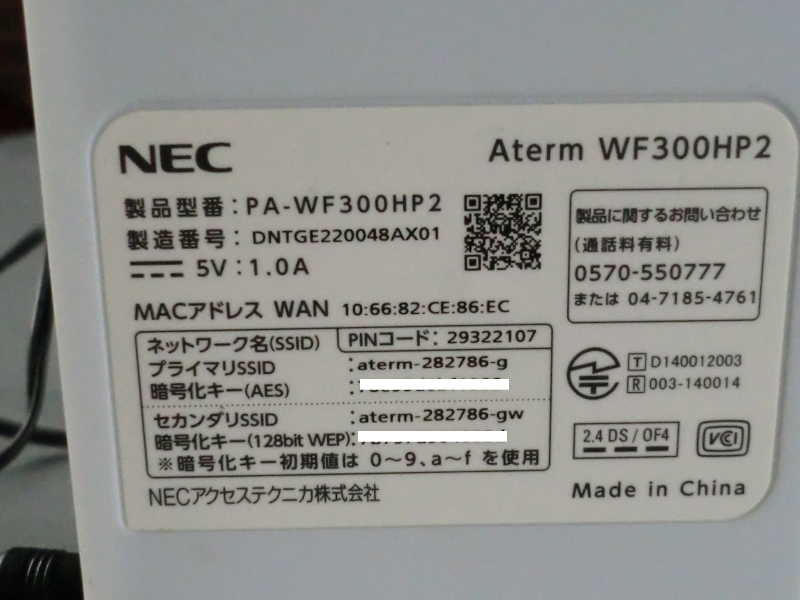 NEC
Aterm WF300HP2
製品型番：PA-WF300HP2
製造番号：DNTGE220048AX01
5V：1.0A
製品に関するお問い合わせ
(通話料有料)
0570-550777
または 04-7185-4761
MACアドレス WAN 10:66:82:CE:86:EC
ネットワーク名(SSID)
PINコード：29322107
プライマリSSID ：aterm-282786-g
暗号化キー(AES) ：
セカンダリSSID ：aterm-282786-gw
暗号化キー(128bit WEP)：
※暗号化キー初期値は 0～9、a～f を使用
T D140012003
R 003-140014
2.4 DS / OF4
VCCI
NECアクセステクニカ株式会社
Made in China